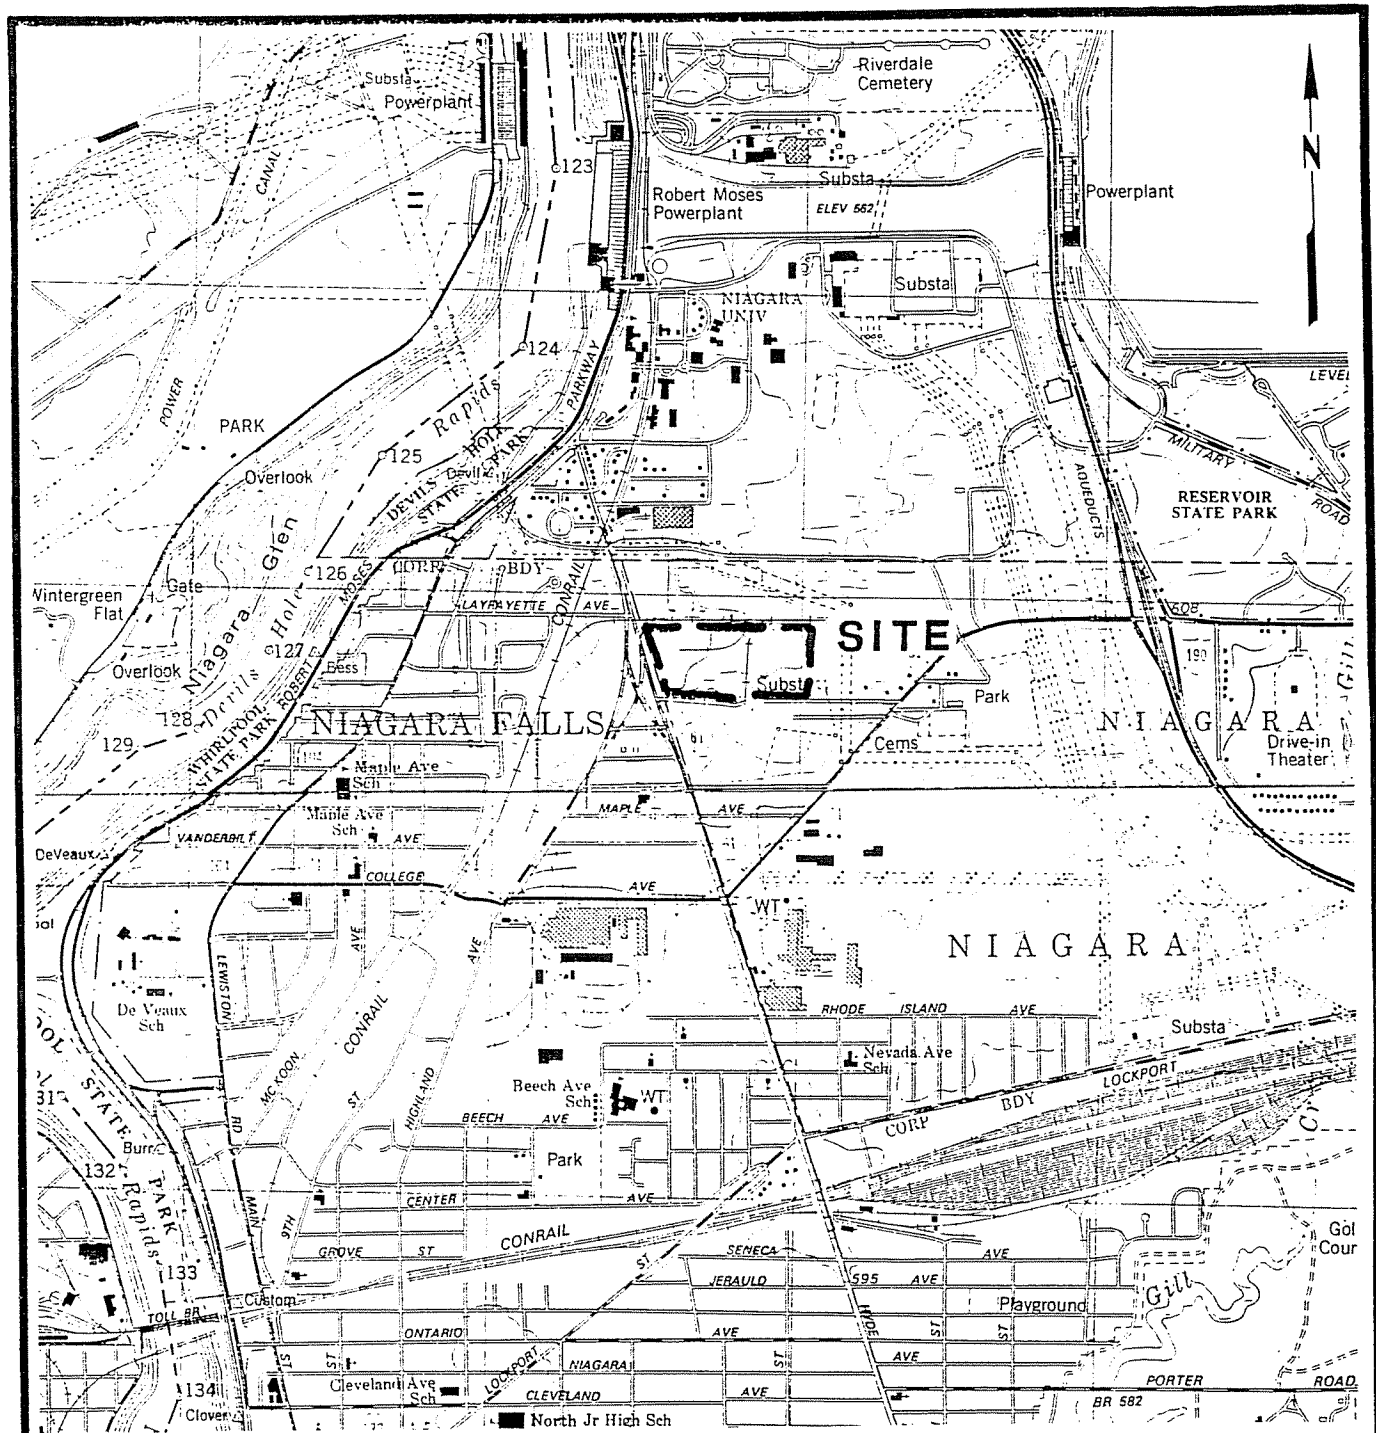 Riverdale
Cemetery
Substa
Powerplant
CANAL
123
Substa
Robert Moses
Powerplant
ELEV 562
Powerplant
N
Substa
NIAGARA
UNIV
124
PARKWAY
POWER
Rapids
PARK
125
DEVILS HOLE
STATE PARK
Overlook
MILITARY
ROAD
AQUEDUCTS
RESERVOIR
STATE PARK
Niagara Glen
126
MOSES
CORP
BDY
CONRAIL
Gate
Wintergreen
Flat
LAYFAYETTE AVE
608
SITE
127
Devils Hole
Bess
190
Overlook
Substa
Park
ROBERT
128
WHIRLPOOL
STATE PARK
NIAGARA FALLS
61
NIAGARA
129
Cems
Drive-in
Theater
Maple Ave
Sch
MAPLE AVE
Maple Ave
Sch
VANDERBILT AVE
DeVeaux
COLLEGE AVE
WT
AVE
AVE
NIAGARA
LEWISTON
RD
De Veaux
Sch
CONRAIL
RHODE ISLAND AVE
Substa
MC KOON
Nevada Ave
Sch
ST
HIGHLAND
Beech Ave
Sch
WT
LOCKPORT
STATE
PARK
CORP BDY
Cr
BEECH AVE
Burr
132
Rapids
Park
CENTER AVE
MAIN
9TH
GROVE ST
CONRAIL
ST
SENECA AVE
133
JERAULD
595 AVE
Gill
Custom
Playground
TOLL BR
ONTARIO AVE
HYDE
ST
ST
ST
ST
ST
LOCKPORT
NIAGARA
AVE
134
Cleveland Ave
Sch
CLEVELAND AVE
PORTER ROAD
BR 582
Clover
North Jr High Sch